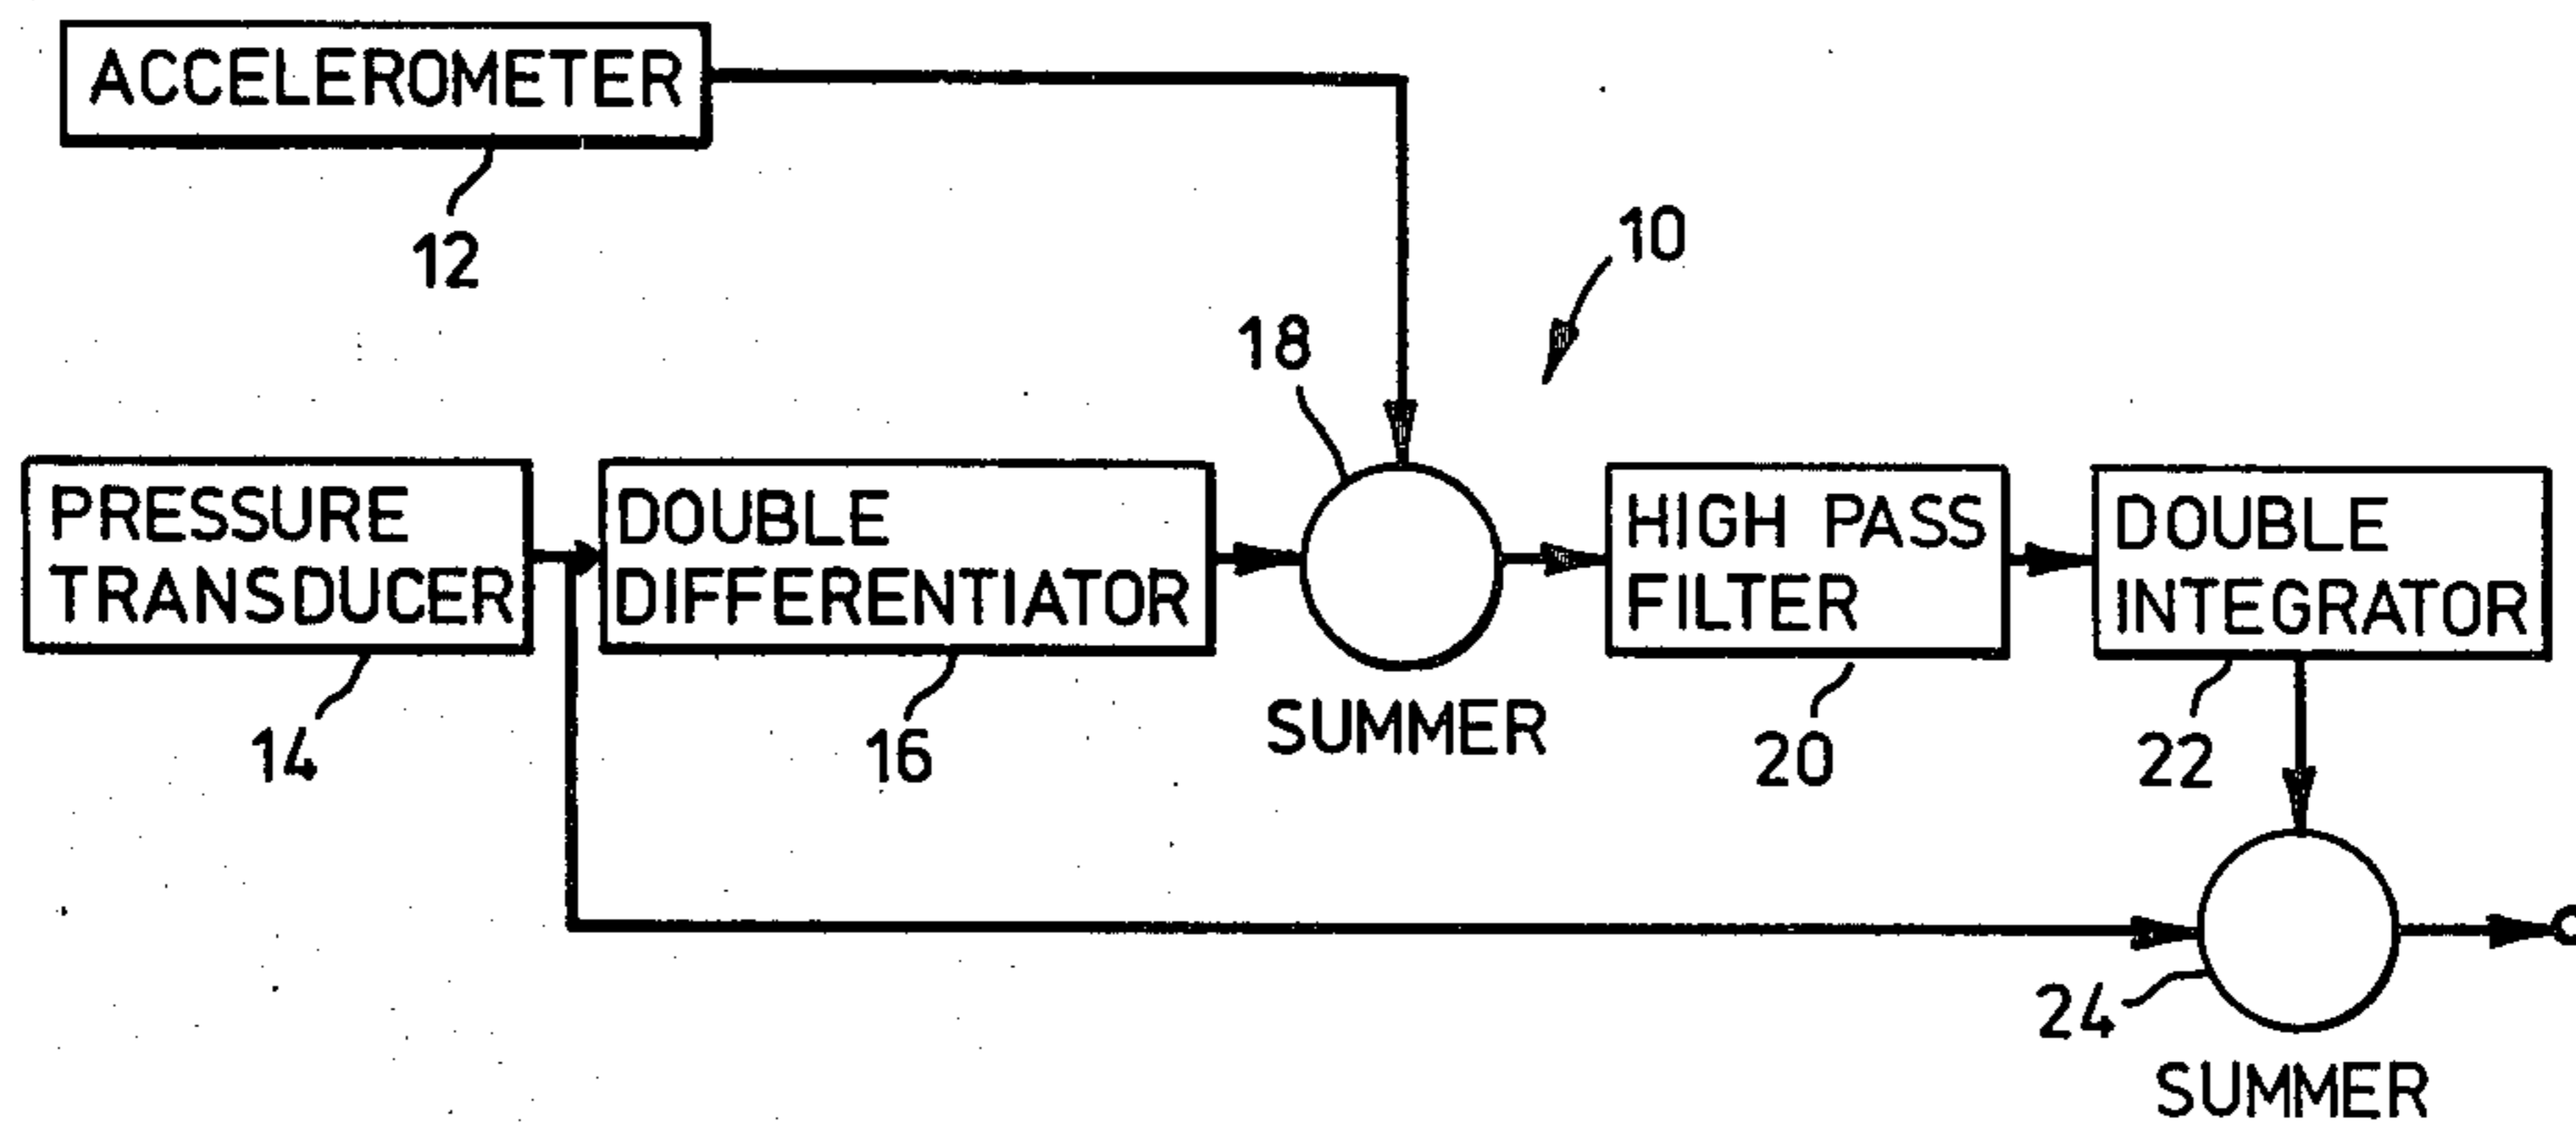 ACCELEROMETER
12
10
18
PRESSURE
TRANSDUCER
14
DOUBLE
DIFFERENTIATOR
16
SUMMER
HIGH PASS
FILTER
20
DOUBLE
INTEGRATOR
22
24
SUMMER